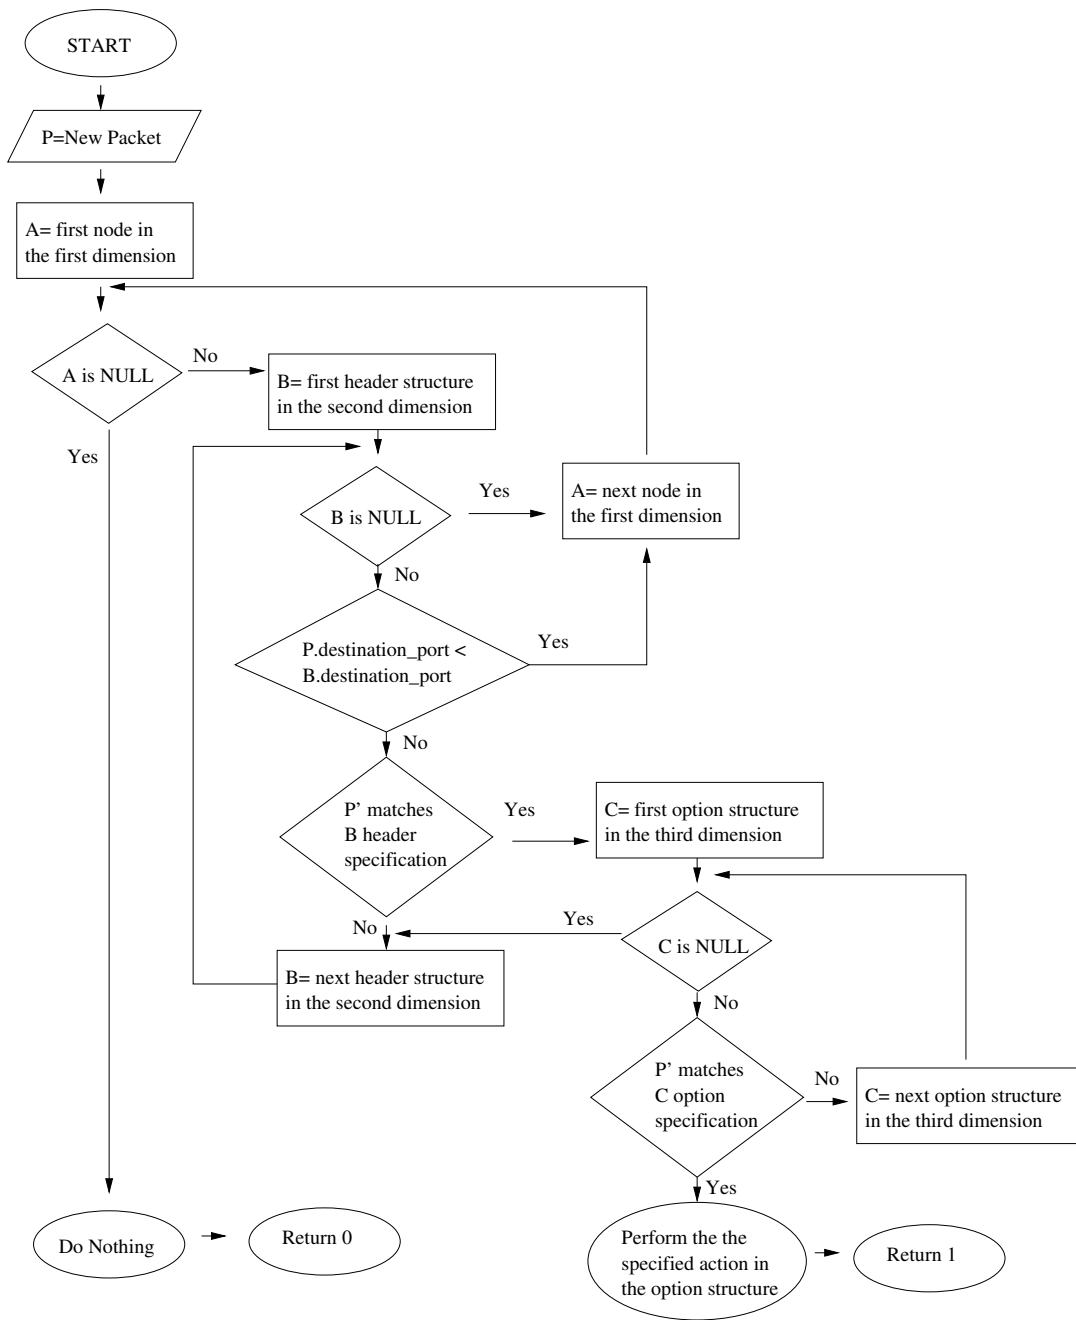 START
P=New Packet
A= first node in
the first dimension
A is NULL
No
Yes
B= first header structure
in the second dimension
B is NULL
Yes
No
A= next node in
the first dimension
P.destination_port <
B.destination_port
Yes
No
P' matches
B header
specification
Yes
No
C= first option structure
in the third dimension
C is NULL
Yes
No
B= next header structure
in the second dimension
P' matches
C option
specification
No
Yes
C= next option structure
in the third dimension
Do Nothing
Return 0
Perform the the
specified action in
the option structure
Return 1